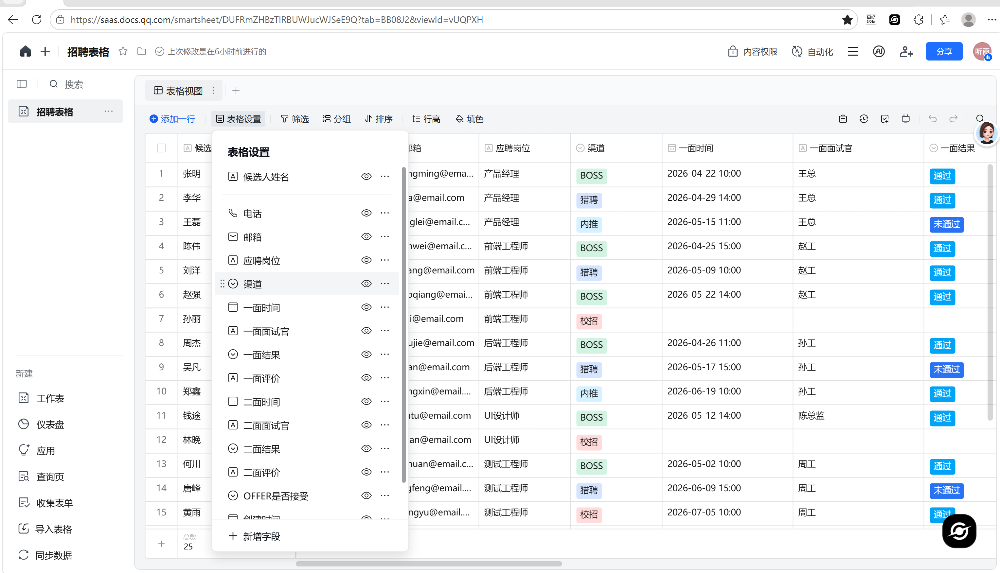 https://saas.docs.qq.com/smartsheet/DUFRmZHBzTlRBUWJucWJSeE9Q?tab=BB08J2&viewId=vUQPXH
招聘表格 上次修改是在6小时前进行的 内容权限 自动化 分享 听雨
搜索
招聘表格
表格视图
添加一行 表格设置 筛选 分组 排序 行高 填色
候选 邮箱 应聘岗位 渠道 一面时间 一面面试官 一面结果
1 张明 ngming@ema... 产品经理 BOSS 2026-04-22 10:00 王总 通过
2 李华 a@email.com 产品经理 猎聘 2026-04-29 14:00 王总 通过
3 王磊 glei@email.c... 产品经理 内推 2026-05-15 11:00 王总 未通过
4 陈伟 nwei@email.c... 前端工程师 BOSS 2026-04-25 15:00 赵工 通过
5 刘洋 ang@email.com 前端工程师 猎聘 2026-05-09 10:00 赵工 通过
6 赵强 oqiang@emai... 前端工程师 BOSS 2026-05-22 14:00 赵工 通过
7 孙丽 i@email.com 前端工程师 校招
8 周杰 ujie@email.com 后端工程师 BOSS 2026-04-26 11:00 孙工 通过
9 吴凡 an@email.com 后端工程师 猎聘 2026-05-17 15:00 孙工 未通过
10 郑鑫 ngxin@email.... 后端工程师 内推 2026-06-19 10:00 孙工 通过
11 钱途 ntu@email.com UI设计师 BOSS 2026-05-12 14:00 陈总监 通过
12 林晚 an@email.com UI设计师 校招
13 何川 huan@email.c... 测试工程师 BOSS 2026-05-02 10:00 周工 通过
14 唐峰 gfeng@email.... 测试工程师 猎聘 2026-06-09 15:00 周工 未通过
15 黄雨 ngyu@email.... 测试工程师 校招 2026-07-05 10:00 周工 通过
总数
25
表格设置
候选人姓名
电话
邮箱
应聘岗位
渠道
一面时间
一面面试官
一面结果
一面评价
二面时间
二面面试官
二面结果
二面评价
OFFER是否接受
创建时间
新增字段
新建
工作表
仪表盘
应用
查询页
收集表单
导入表格
同步数据